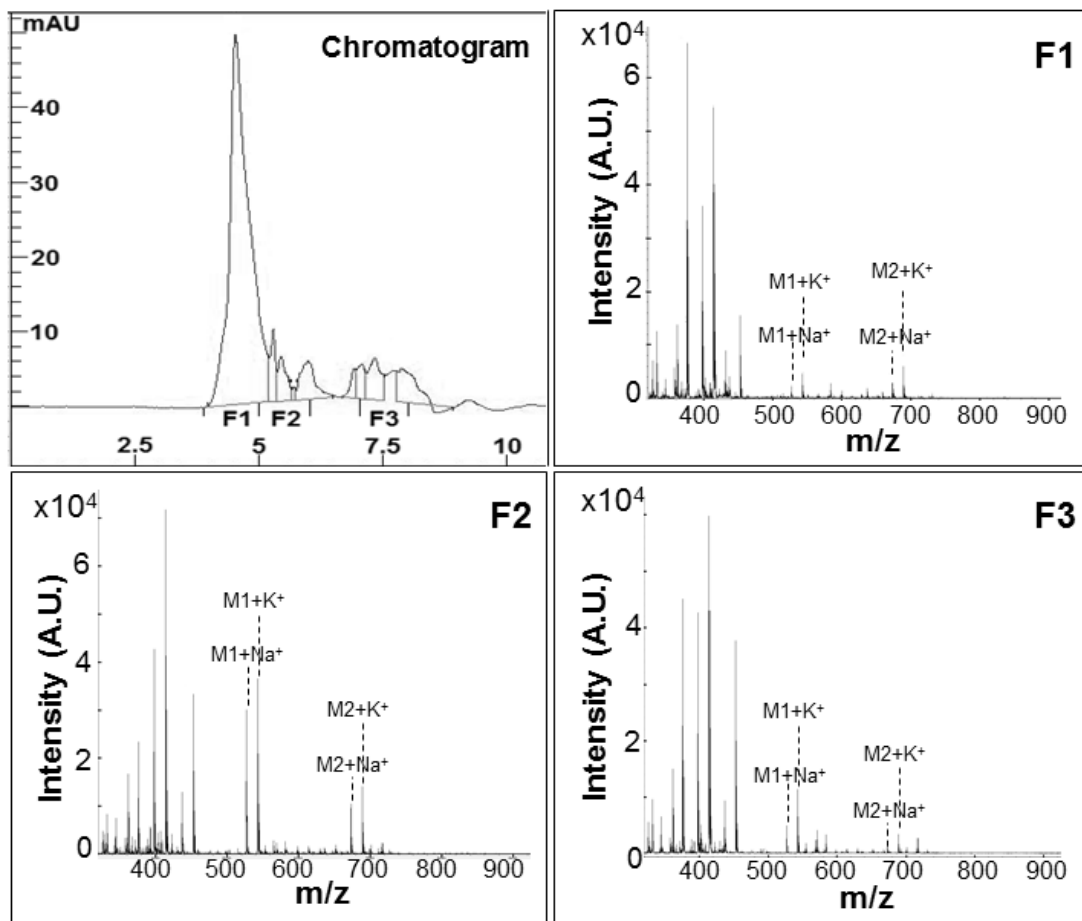 mAU
Chromatogram
40
30
20
10
F1 F2 F3
2.5 5 7.5 10
x10⁴
F1
Intensity (A.U.)
6
4
2
0
M1+K⁺
M2+K⁺
M1+Na⁺
M2+Na⁺
400 500 600 700 800 900
m/z
x10⁴
F2
Intensity (A.U.)
6
4
2
0
M1+K⁺
M1+Na⁺
M2+K⁺
M2+Na⁺
400 500 600 700 800 900
m/z
x10⁴
F3
Intensity (A.U.)
4
2
0
M1+K⁺
M2+K⁺
M1+Na⁺
M2+Na⁺
400 500 600 700 800 900
m/z